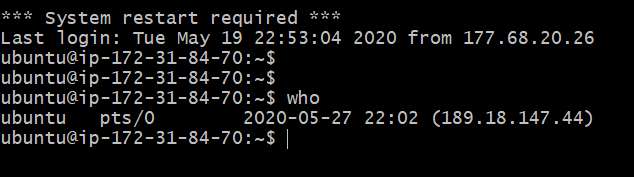 *** System restart required ***
Last login: Tue May 19 22:53:04 2020 from 177.68.20.26
ubuntu@ip-172-31-84-70:~$
ubuntu@ip-172-31-84-70:~$
ubuntu@ip-172-31-84-70:~$ who
ubuntu   pts/0        2020-05-27 22:02 (189.18.147.44)
ubuntu@ip-172-31-84-70:~$